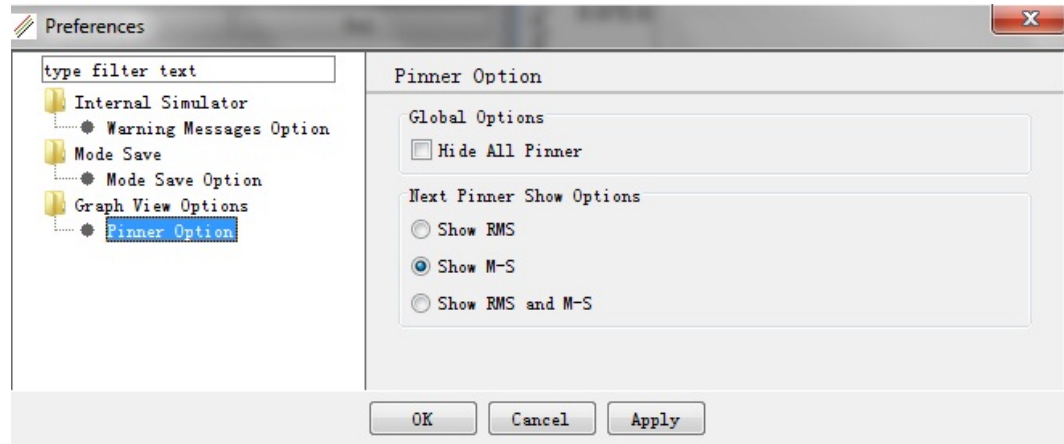 Preferences
type filter text
Internal Simulator
Warning Messages Option
Mode Save
Mode Save Option
Graph View Options
Pinner Option
Pinner Option
Global Options
Hide All Pinner
Next Pinner Show Options
Show RMS
Show M-S
Show RMS and M-S
OK
Cancel
Apply